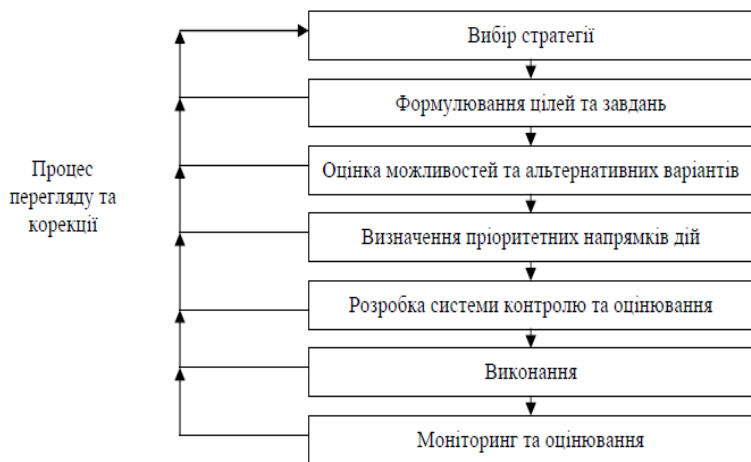 Вибір стратегії
Формулювання цілей та завдань
Оцінка можливостей та альтернативних варіантів
Процес
перегляду та
корекції
Визначення пріоритетних напрямків дій
Розробка системи контролю та оцінювання
Виконання
Моніторинг та оцінювання